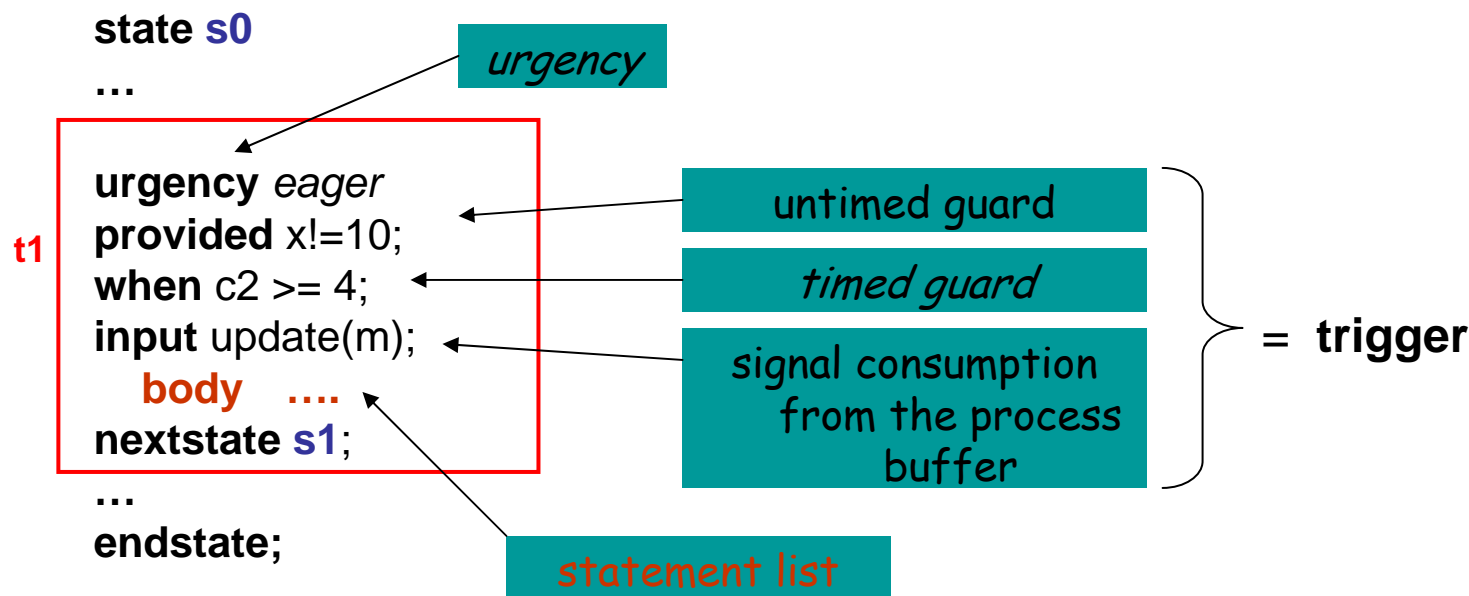 state s0
urgency
…
urgency eager
untimed guard
provided x!=10;
t1
when c2 >= 4;
timed guard
= trigger
input update(m);
signal consumption
from the process
buffer
body ….
nextstate s1;
…
endstate;
statement list